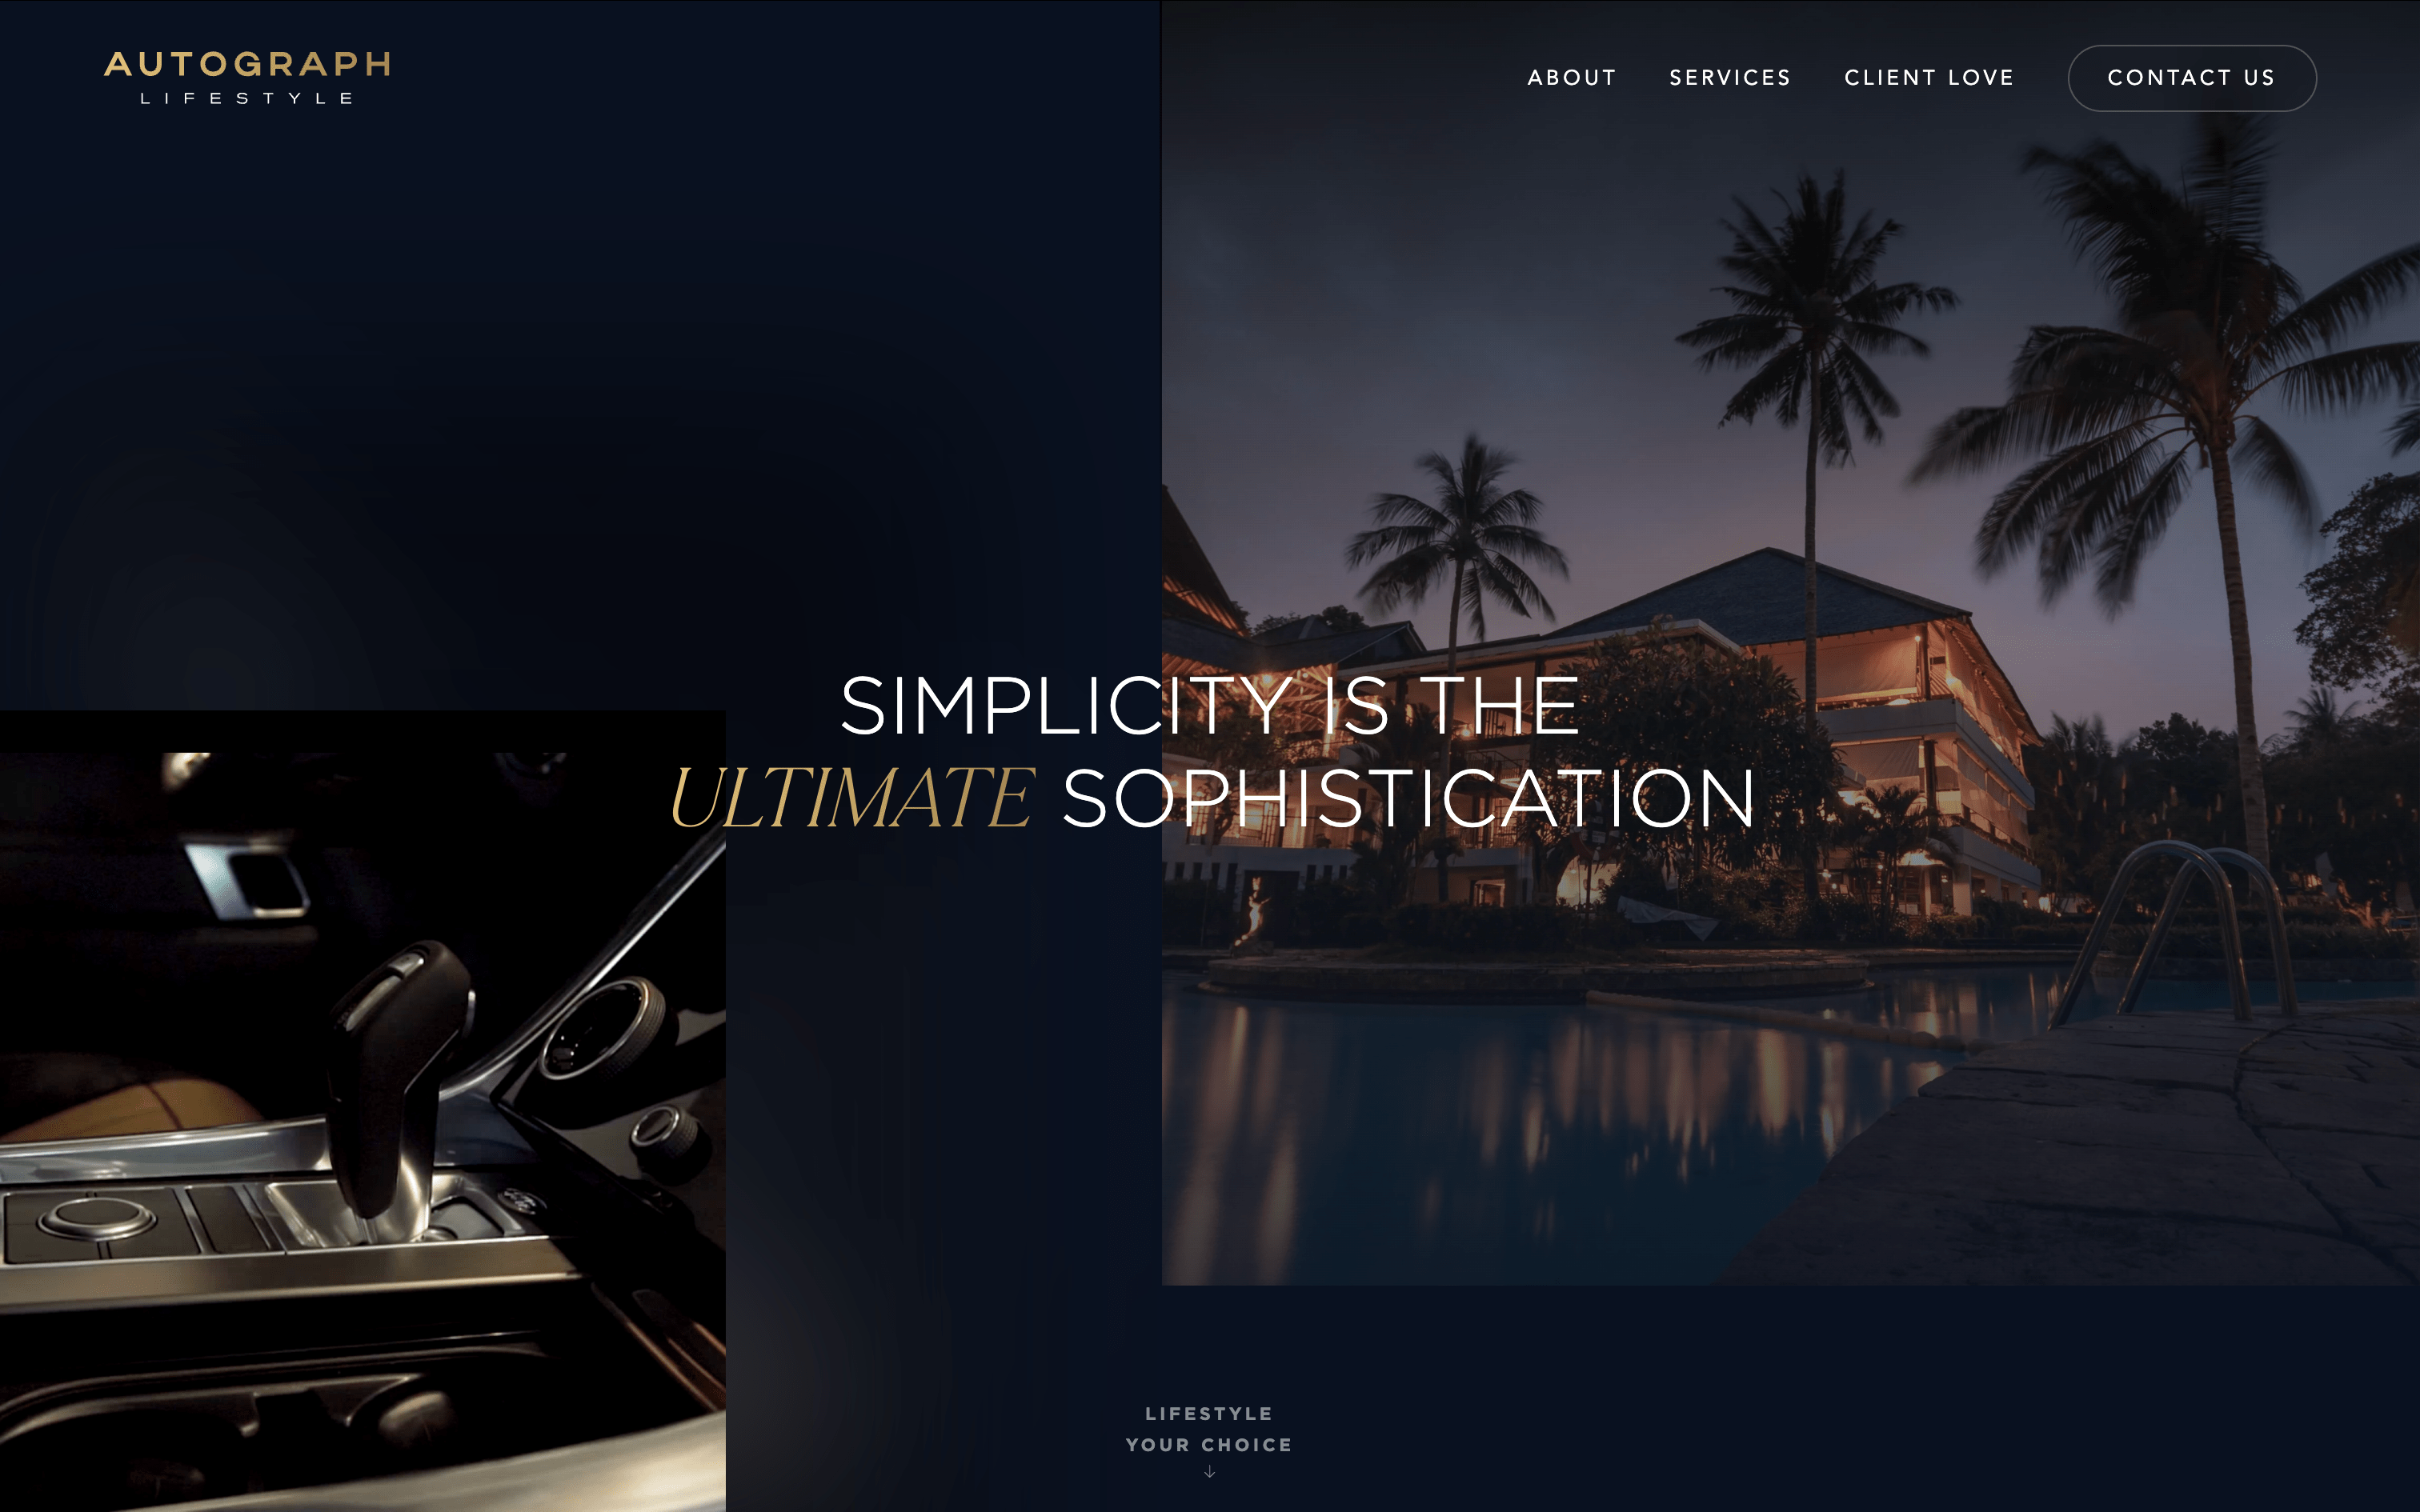 AUTOGRAPH
LIFESTYLE
ABOUT
SERVICES
CLIENT LOVE
CONTACT US
SIMPLICITY IS THE
ULTIMATE SOPHISTICATION
LIFESTYLE
YOUR CHOICE